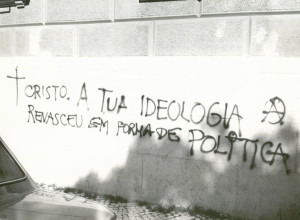 † CRISTO. A TUA IDEOLOGIA Ⓐ
RENASCEU EM FORMA DE POLÍTICA